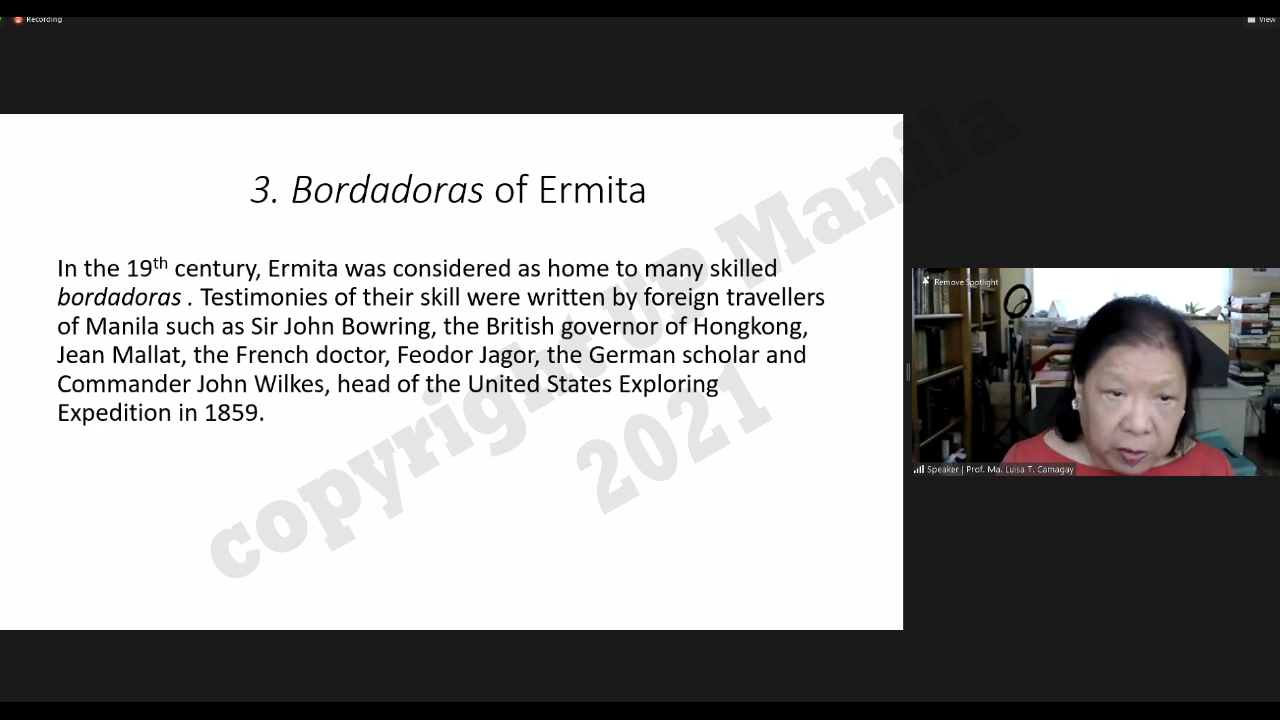 Recording
View
3. Bordadoras of Ermita
In the 19th century, Ermita was considered as home to many skilled
bordadoras . Testimonies of their skill were written by foreign travellers
of Manila such as Sir John Bowring, the British governor of Hongkong,
Jean Mallat, the French doctor, Feodor Jagor, the German scholar and
Commander John Wilkes, head of the United States Exploring
Expedition in 1859.
copyright UP Manila
2021
Remove Spotlight
Speaker | Prof. Ma. Luisa T. Camagay